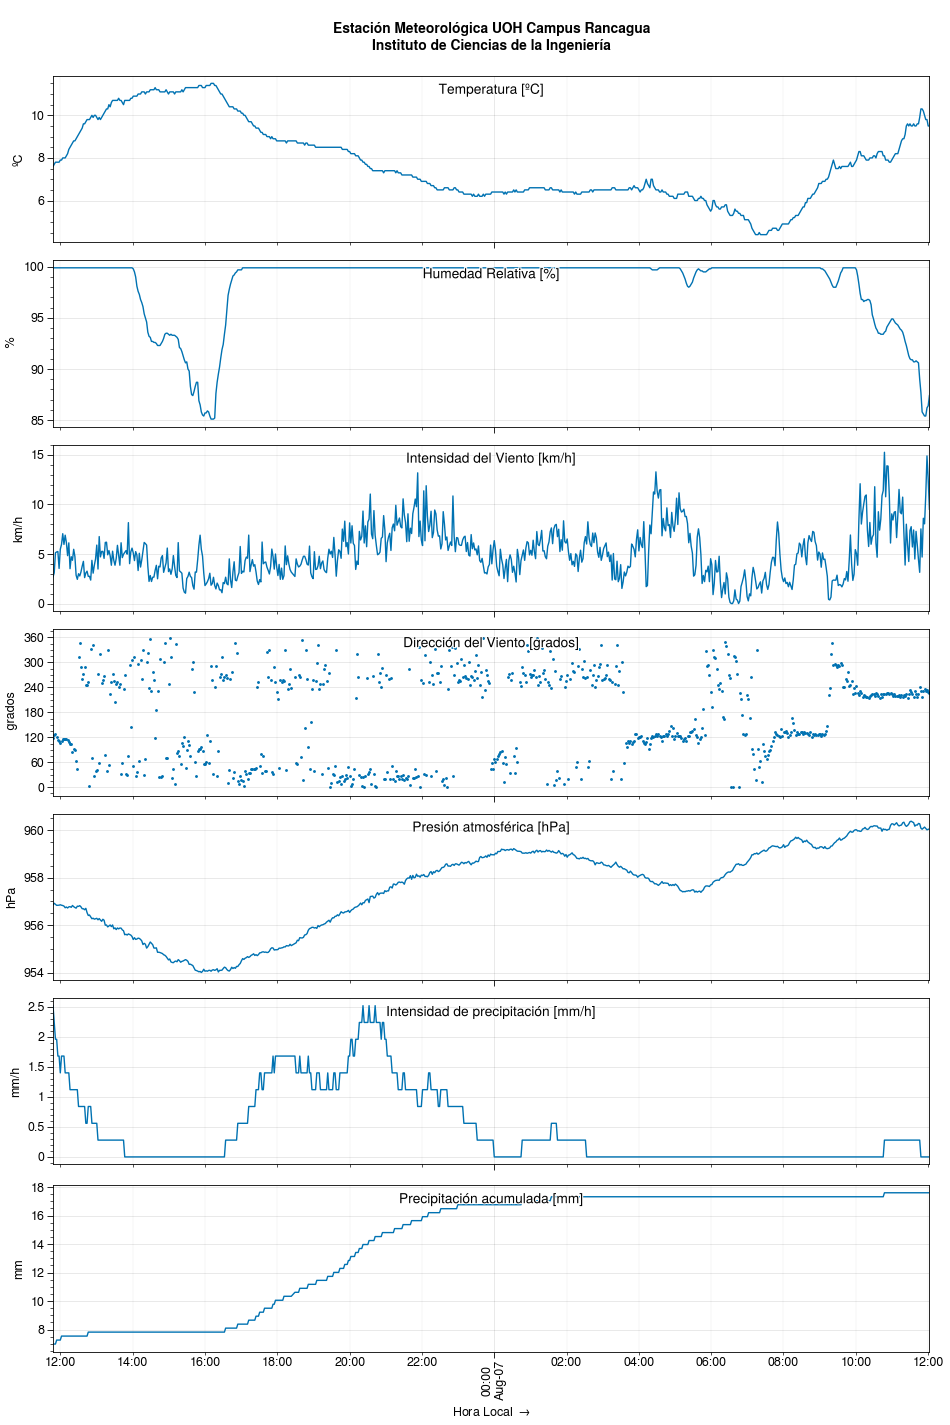 Estación Meteorológica UOH Campus Rancagua
Instituto de Ciencias de la Ingeniería
Temperatura [ºC]
ºC
10
8
6
Humedad Relativa [%]
%
100
95
90
85
Intensidad del Viento [km/h]
km/h
15
10
5
0
Dirección del Viento [grados]
grados
360
300
240
180
120
60
0
Presión atmosférica [hPa]
hPa
960
958
956
954
Intensidad de precipitación [mm/h]
mm/h
2.5
2
1.5
1
0.5
0
Precipitación acumulada [mm]
mm
18
16
14
12
10
8
12:00 14:00 16:00 18:00 20:00 22:00 00:00 02:00 04:00 06:00 08:00 10:00 12:00
Aug-07
Hora Local →